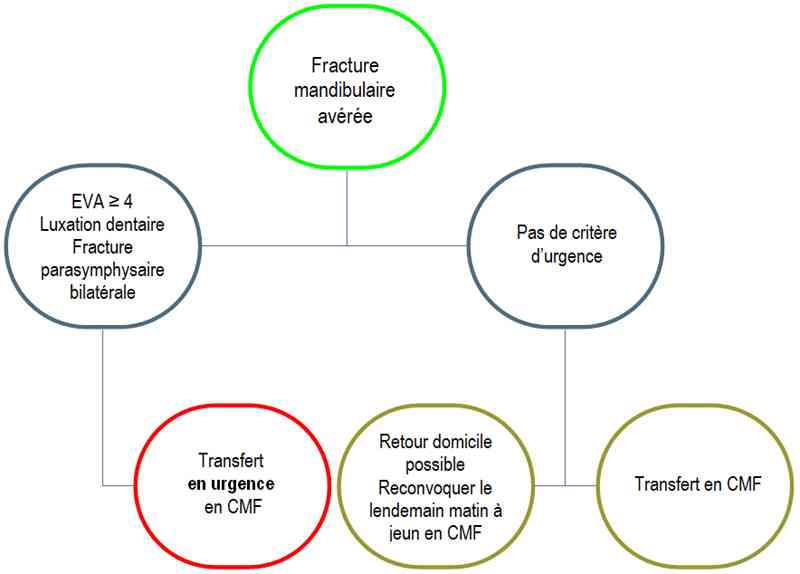 Fracture
mandibulaire
avérée
EVA ≥ 4
Luxation dentaire
Fracture
parasymphysaire
bilatérale
Pas de critère
d'urgence
Transfert
en urgence
en CMF
Retour domicile
possible
Reconvoquer le
lendemain matin à
jeun en CMF
Transfert en CMF